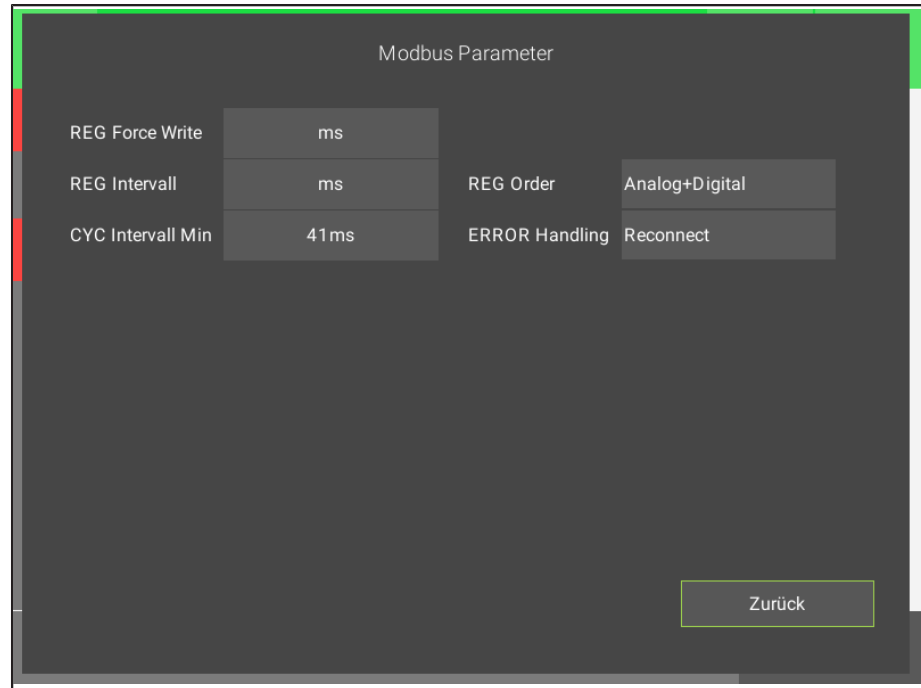 Modbus Parameter
REG Force Write ms
REG Intervall ms REG Order Analog+Digital
CYC Intervall Min 41ms ERROR Handling Reconnect
Zurück